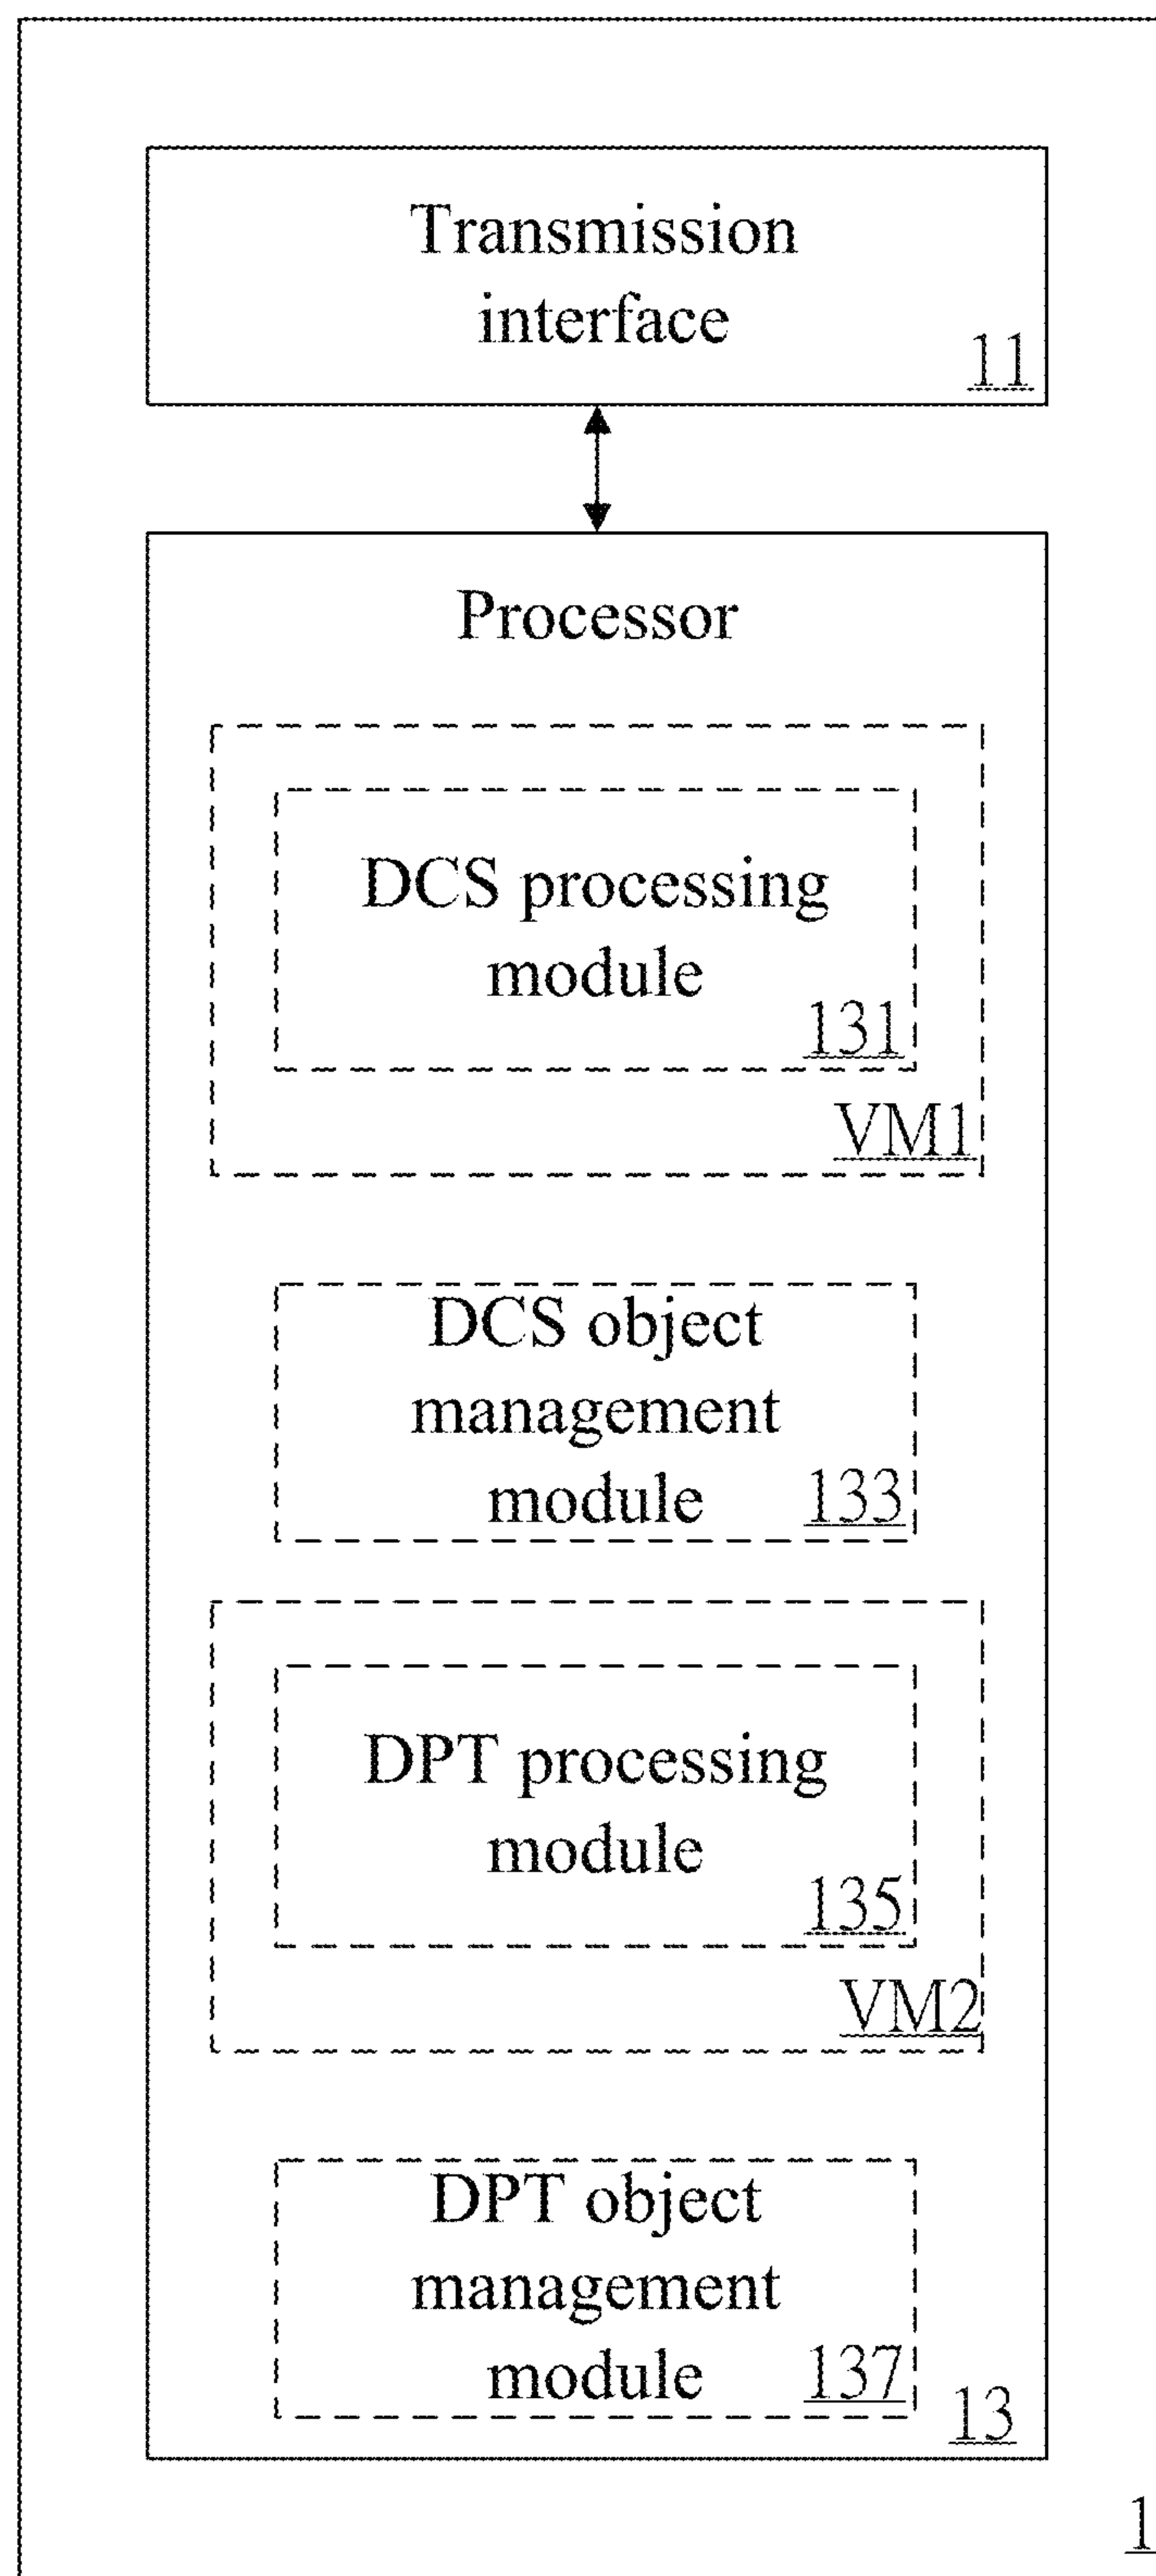 Transmission
interface
11
Processor
DCS processing
module
131
VM1
DCS object
management
module
133
DPT processing
module
135
VM2
DPT object
management
module
137
13
1